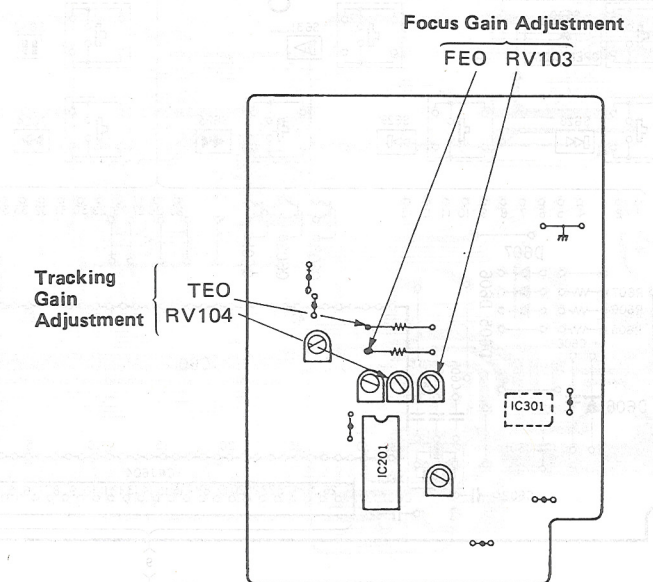 Focus Gain Adjustment
FEO RV103
Tracking
Gain
Adjustment
TEO
RV104
IC301
IC201